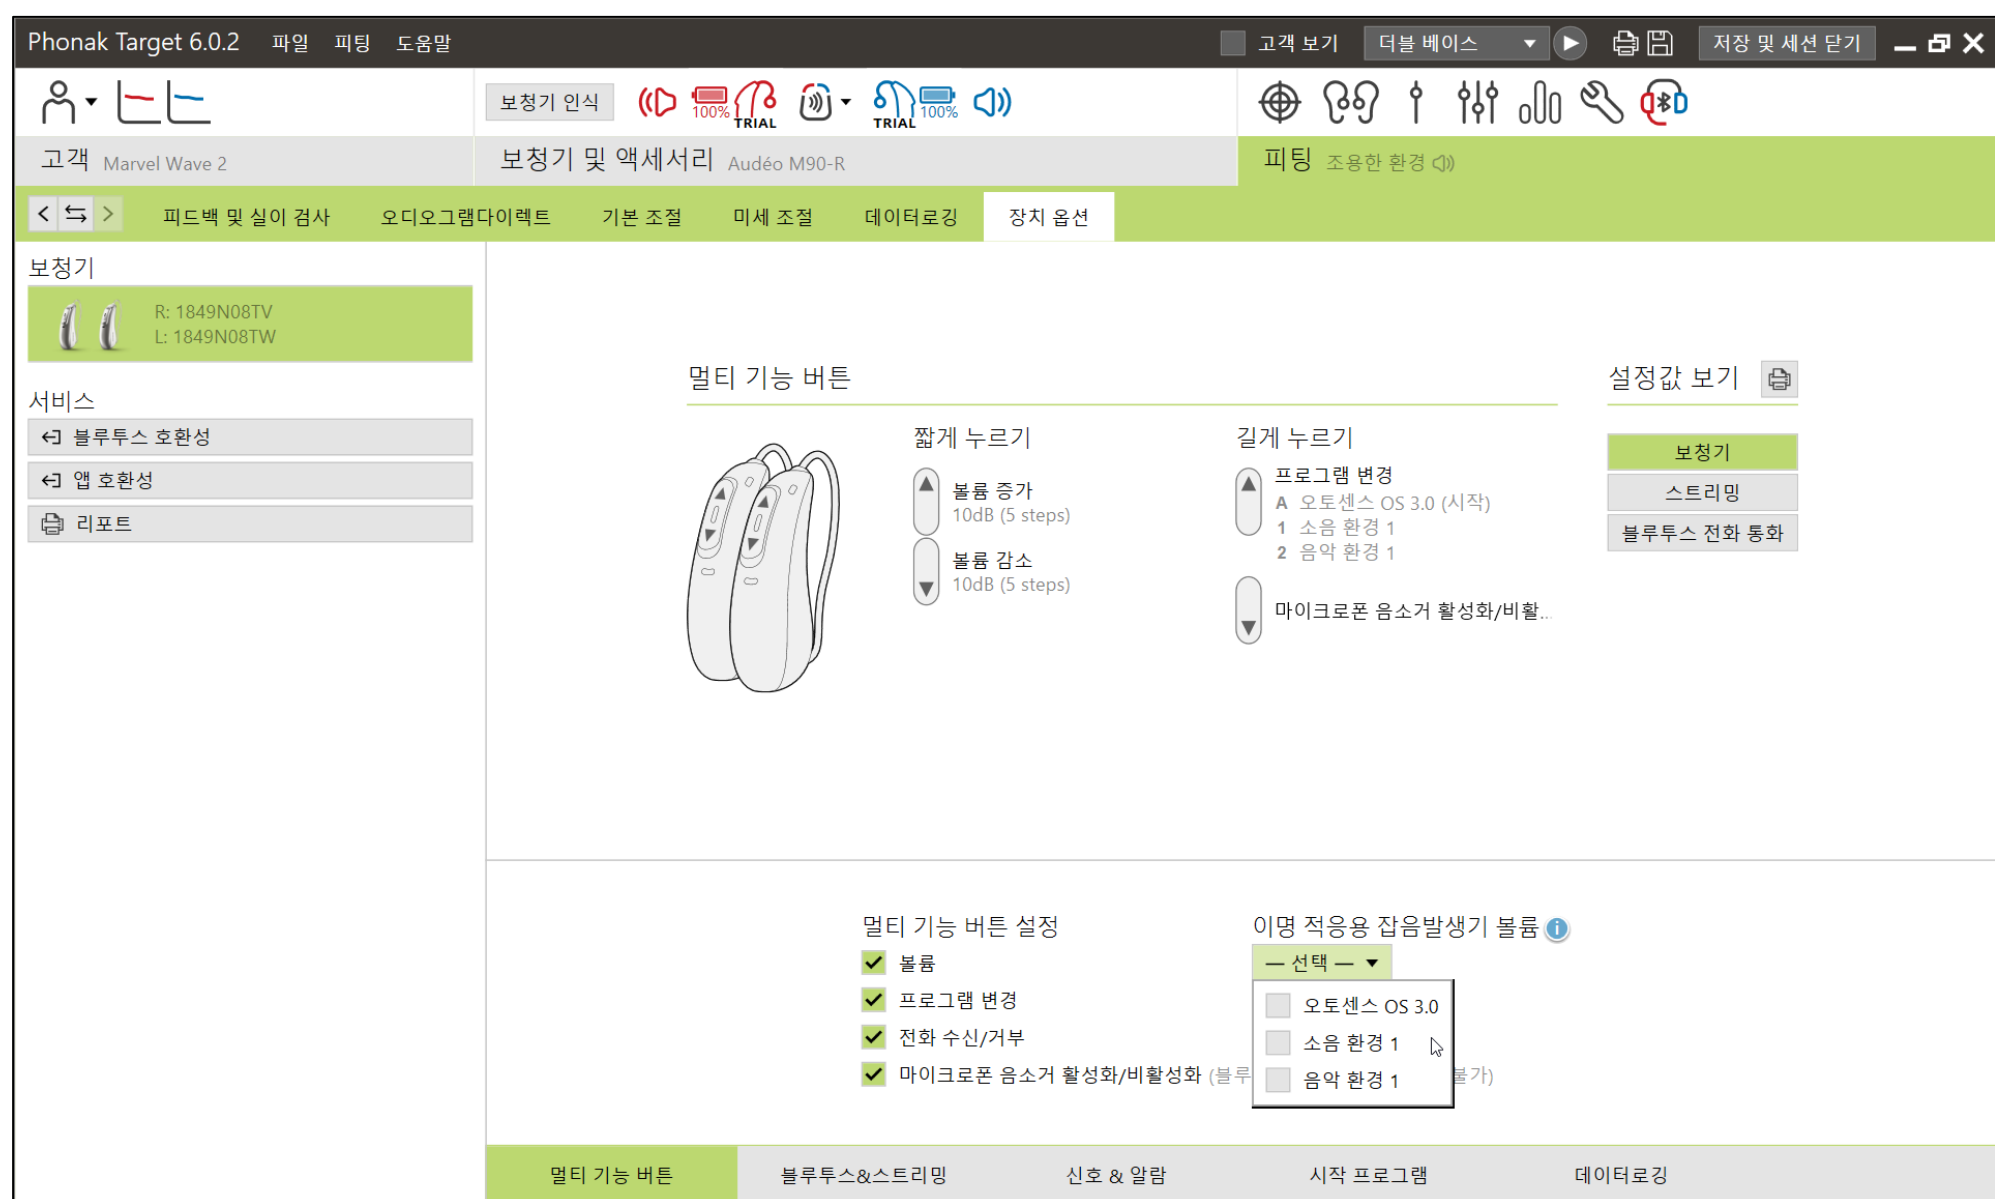 Phonak Target 6.0.2 파일 피팅 도움말 고객 보기 더블 베이스 저장 및 세션 닫기
보청기 인식 100% TRIAL TRIAL 100%
고객 Marvel Wave 2 보청기 및 액세서리 Audéo M90-R 피팅 조용한 환경
피드백 및 실이 검사 오디오그램다이렉트 기본 조절 미세 조절 데이터로깅 장치 옵션
보청기
R: 1849N08TV
L: 1849N08TW
서비스
블루투스 호환성
앱 호환성
리포트
멀티 기능 버튼
짧게 누르기
볼륨 증가
10dB (5 steps)
볼륨 감소
10dB (5 steps)
길게 누르기
프로그램 변경
A 오토센스 OS 3.0 (시작)
1 소음 환경 1
2 음악 환경 1
마이크로폰 음소거 활성화/비활...
설정값 보기
보청기
스트리밍
블루투스 전화 통화
멀티 기능 버튼 설정
볼륨
프로그램 변경
전화 수신/거부
마이크로폰 음소거 활성화/비활성화 (블루 불가)
이명 적응용 잡음발생기 볼륨
— 선택 —
오토센스 OS 3.0
소음 환경 1
음악 환경 1
멀티 기능 버튼 블루투스&스트리밍 신호 & 알람 시작 프로그램 데이터로깅